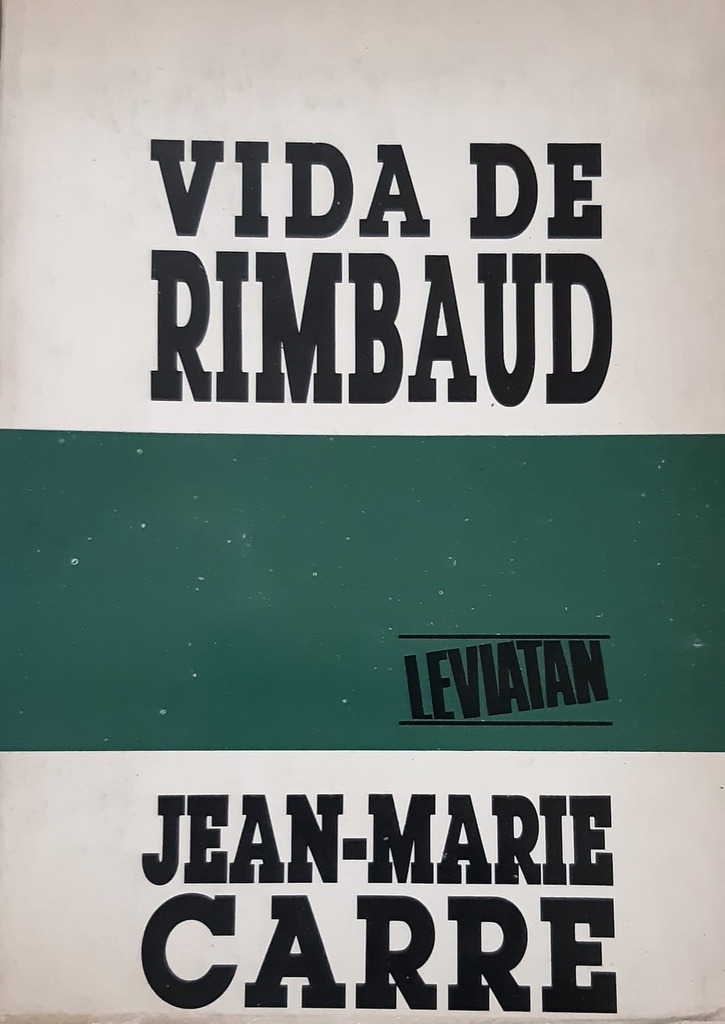 VIDA DE
RIMBAUD
LEVIATAN
JEAN-MARIE
CARRE